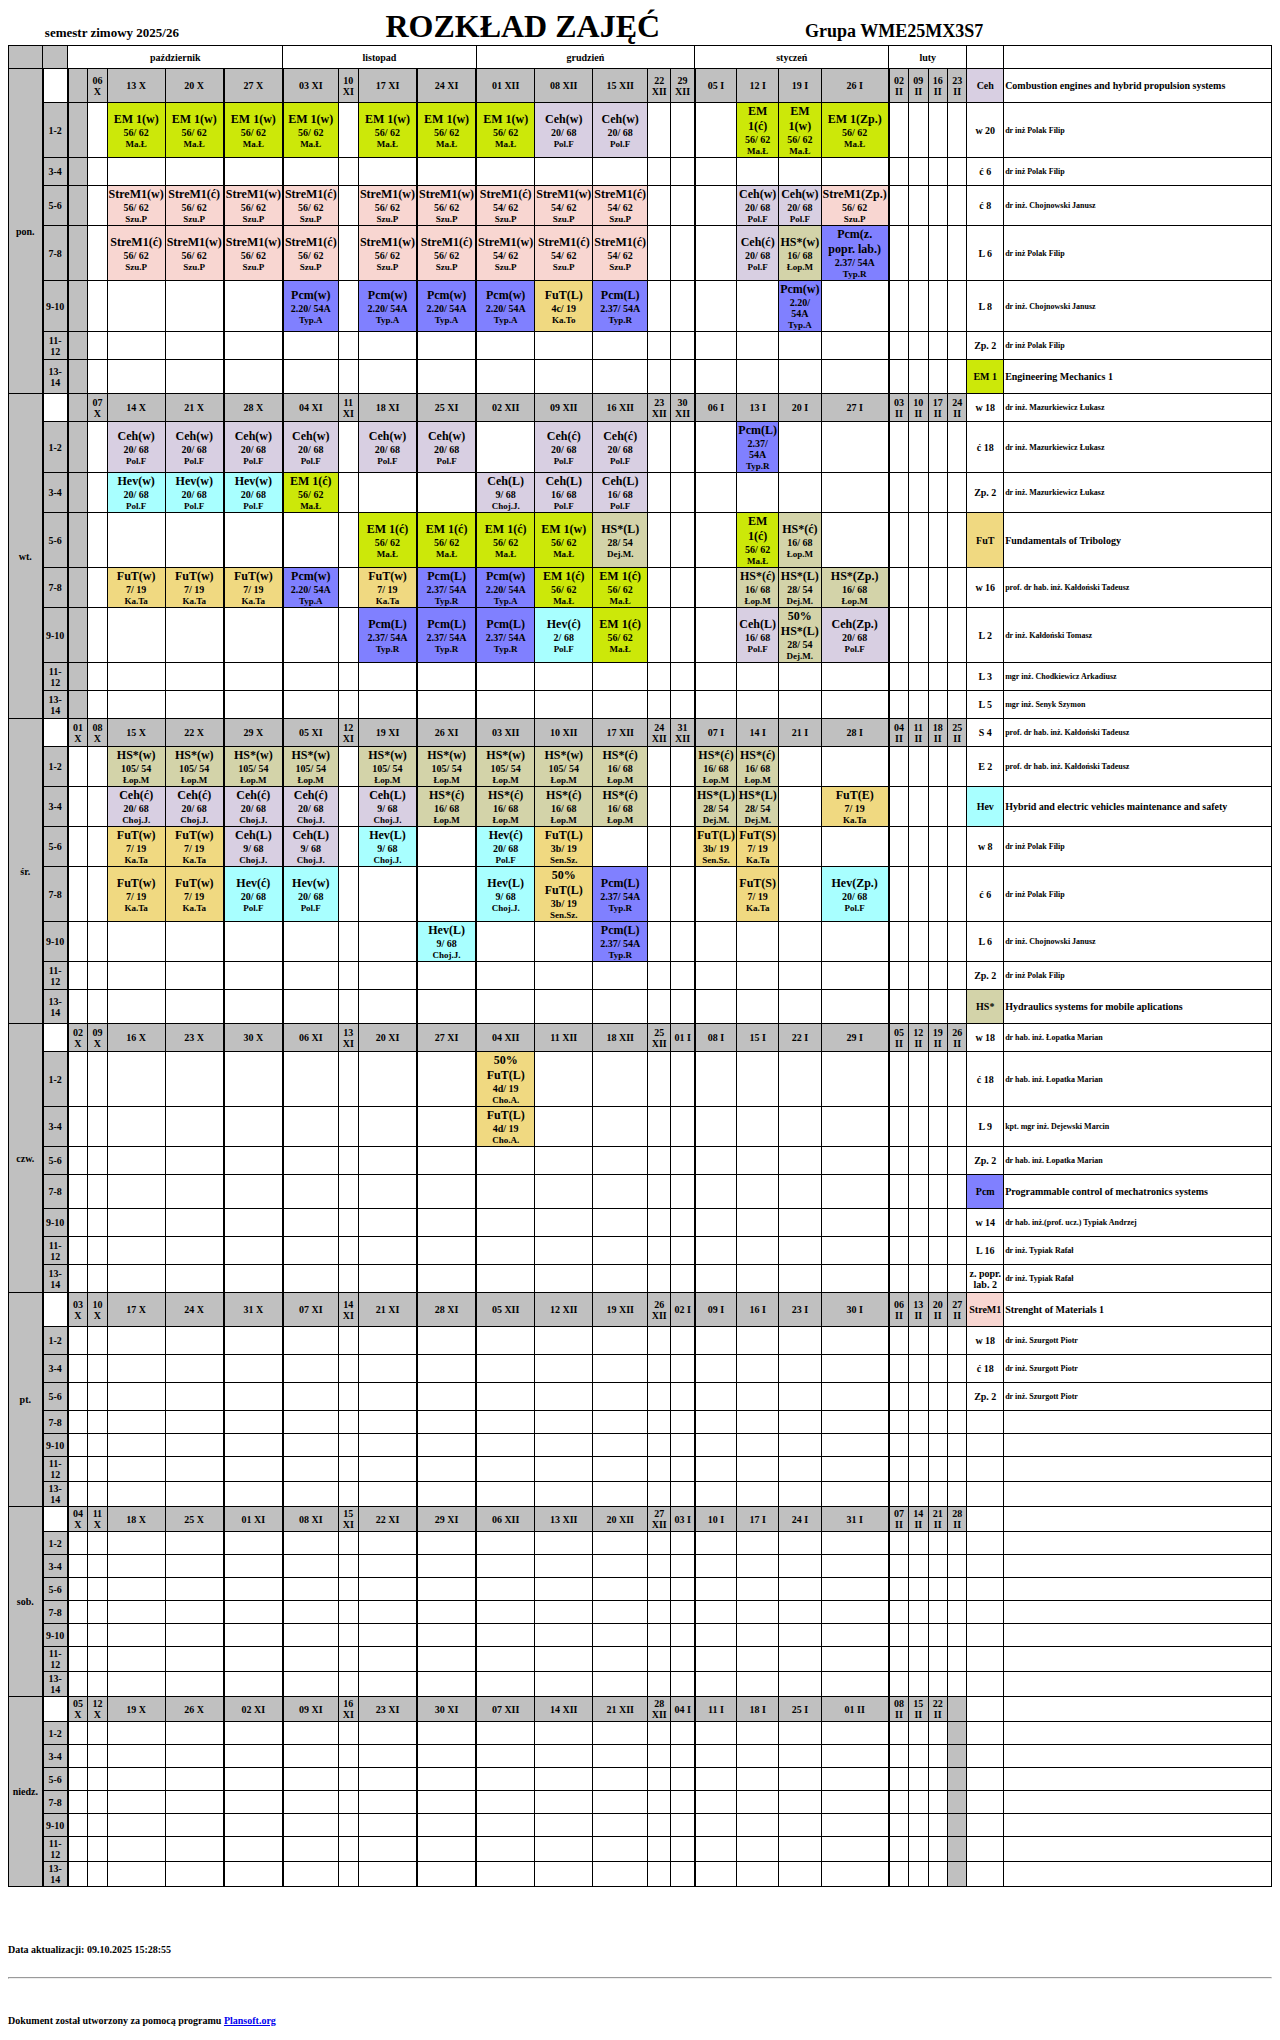 semestr zimowy 2025/26 ROZKŁAD ZAJĘĆ Grupa WME25MX3S7
październik listopad grudzień styczeń luty
pon. 06 X 13 X 20 X 27 X 03 XI 10 XI 17 XI 24 XI 01 XII 08 XII 15 XII 22 XII 29 XII 05 I 12 I 19 I 26 I 02 II 09 II 16 II 23 II Ceh Combustion engines and hybrid propulsion systems
1-2 EM 1(w) 56/ 62 Ma.Ł EM 1(w) 56/ 62 Ma.Ł EM 1(w) 56/ 62 Ma.Ł EM 1(w) 56/ 62 Ma.Ł EM 1(w) 56/ 62 Ma.Ł EM 1(w) 56/ 62 Ma.Ł EM 1(w) 56/ 62 Ma.Ł Ceh(w) 20/ 68 Pol.F Ceh(w) 20/ 68 Pol.F EM 1(ć) 56/ 62 Ma.Ł EM 1(w) 56/ 62 Ma.Ł EM 1(Zp.) 56/ 62 Ma.Ł w 20 dr inż Polak Filip
3-4 ć 6 dr inż Polak Filip
5-6 StreM1(w) 56/ 62 Szu.P StreM1(ć) 56/ 62 Szu.P StreM1(w) 56/ 62 Szu.P StreM1(ć) 56/ 62 Szu.P StreM1(w) 56/ 62 Szu.P StreM1(w) 56/ 62 Szu.P StreM1(ć) 54/ 62 Szu.P StreM1(w) 54/ 62 Szu.P StreM1(ć) 54/ 62 Szu.P Ceh(w) 20/ 68 Pol.F Ceh(w) 20/ 68 Pol.F StreM1(Zp.) 56/ 62 Szu.P ć 8 dr inż. Chojnowski Janusz
7-8 StreM1(ć) 56/ 62 Szu.P StreM1(w) 56/ 62 Szu.P StreM1(w) 56/ 62 Szu.P StreM1(ć) 56/ 62 Szu.P StreM1(w) 56/ 62 Szu.P StreM1(ć) 56/ 62 Szu.P StreM1(w) 54/ 62 Szu.P StreM1(ć) 54/ 62 Szu.P StreM1(ć) 54/ 62 Szu.P Ceh(ć) 20/ 68 Pol.F HS*(w) 16/ 68 Łop.M Pcm(z. popr. lab.) 2.37/ 54A Typ.R L 6 dr inż Polak Filip
9-10 Pcm(w) 2.20/ 54A Typ.A Pcm(w) 2.20/ 54A Typ.A Pcm(w) 2.20/ 54A Typ.A Pcm(w) 2.20/ 54A Typ.A FuT(L) 4c/ 19 Ka.To Pcm(L) 2.37/ 54A Typ.R Pcm(w) 2.20/ 54A Typ.A L 8 dr inż. Chojnowski Janusz
11-12 Zp. 2 dr inż Polak Filip
13-14 EM 1 Engineering Mechanics 1
wt. 07 X 14 X 21 X 28 X 04 XI 11 XI 18 XI 25 XI 02 XII 09 XII 16 XII 23 XII 30 XII 06 I 13 I 20 I 27 I 03 II 10 II 17 II 24 II w 18 dr inż. Mazurkiewicz Łukasz
1-2 Ceh(w) 20/ 68 Pol.F Ceh(w) 20/ 68 Pol.F Ceh(w) 20/ 68 Pol.F Ceh(w) 20/ 68 Pol.F Ceh(w) 20/ 68 Pol.F Ceh(w) 20/ 68 Pol.F Ceh(ć) 20/ 68 Pol.F Ceh(ć) 20/ 68 Pol.F Pcm(L) 2.37/ 54A Typ.R ć 18 dr inż. Mazurkiewicz Łukasz
3-4 Hev(w) 20/ 68 Pol.F Hev(w) 20/ 68 Pol.F Hev(w) 20/ 68 Pol.F EM 1(ć) 56/ 62 Ma.Ł Ceh(L) 9/ 68 Choj.J. Ceh(L) 16/ 68 Pol.F Ceh(L) 16/ 68 Pol.F Zp. 2 dr inż. Mazurkiewicz Łukasz
5-6 EM 1(ć) 56/ 62 Ma.Ł EM 1(ć) 56/ 62 Ma.Ł EM 1(ć) 56/ 62 Ma.Ł EM 1(w) 56/ 62 Ma.Ł HS*(L) 28/ 54 Dej.M. EM 1(ć) 56/ 62 Ma.Ł HS*(ć) 16/ 68 Łop.M FuT Fundamentals of Tribology
7-8 FuT(w) 7/ 19 Ka.Ta FuT(w) 7/ 19 Ka.Ta FuT(w) 7/ 19 Ka.Ta Pcm(w) 2.20/ 54A Typ.A FuT(w) 7/ 19 Ka.Ta Pcm(L) 2.37/ 54A Typ.R Pcm(w) 2.20/ 54A Typ.A EM 1(ć) 56/ 62 Ma.Ł EM 1(ć) 56/ 62 Ma.Ł HS*(ć) 16/ 68 Łop.M HS*(L) 28/ 54 Dej.M. HS*(Zp.) 16/ 68 Łop.M w 16 prof. dr hab. inż. Kałdoński Tadeusz
9-10 Pcm(L) 2.37/ 54A Typ.R Pcm(L) 2.37/ 54A Typ.R Pcm(L) 2.37/ 54A Typ.R Hev(ć) 2/ 68 Pol.F EM 1(ć) 56/ 62 Ma.Ł Ceh(L) 16/ 68 Pol.F 50% HS*(L) 28/ 54 Dej.M. Ceh(Zp.) 20/ 68 Pol.F L 2 dr inż. Kałdoński Tomasz
11-12 L 3 mgr inż. Chodkiewicz Arkadiusz
13-14 L 5 mgr inż. Senyk Szymon
śr. 01 X 08 X 15 X 22 X 29 X 05 XI 12 XI 19 XI 26 XI 03 XII 10 XII 17 XII 24 XII 31 XII 07 I 14 I 21 I 28 I 04 II 11 II 18 II 25 II S 4 prof. dr hab. inż. Kałdoński Tadeusz
1-2 HS*(w) 105/ 54 Łop.M HS*(w) 105/ 54 Łop.M HS*(w) 105/ 54 Łop.M HS*(w) 105/ 54 Łop.M HS*(w) 105/ 54 Łop.M HS*(w) 105/ 54 Łop.M HS*(w) 105/ 54 Łop.M HS*(w) 105/ 54 Łop.M HS*(ć) 16/ 68 Łop.M HS*(ć) 16/ 68 Łop.M HS*(ć) 16/ 68 Łop.M E 2 prof. dr hab. inż. Kałdoński Tadeusz
3-4 Ceh(ć) 20/ 68 Choj.J. Ceh(ć) 20/ 68 Choj.J. Ceh(ć) 20/ 68 Choj.J. Ceh(ć) 20/ 68 Choj.J. Ceh(L) 9/ 68 Choj.J. HS*(ć) 16/ 68 Łop.M HS*(ć) 16/ 68 Łop.M HS*(ć) 16/ 68 Łop.M HS*(ć) 16/ 68 Łop.M HS*(L) 28/ 54 Dej.M. HS*(L) 28/ 54 Dej.M. FuT(E) 7/ 19 Ka.Ta Hev Hybrid and electric vehicles maintenance and safety
5-6 FuT(w) 7/ 19 Ka.Ta FuT(w) 7/ 19 Ka.Ta Ceh(L) 9/ 68 Choj.J. Ceh(L) 9/ 68 Choj.J. Hev(L) 9/ 68 Choj.J. Hev(ć) 20/ 68 Pol.F FuT(L) 3b/ 19 Sen.Sz. FuT(L) 3b/ 19 Sen.Sz. FuT(S) 7/ 19 Ka.Ta w 8 dr inż Polak Filip
7-8 FuT(w) 7/ 19 Ka.Ta FuT(w) 7/ 19 Ka.Ta Hev(ć) 20/ 68 Pol.F Hev(w) 20/ 68 Pol.F Hev(L) 9/ 68 Choj.J. 50% FuT(L) 3b/ 19 Sen.Sz. Pcm(L) 2.37/ 54A Typ.R FuT(S) 7/ 19 Ka.Ta Hev(Zp.) 20/ 68 Pol.F ć 6 dr inż Polak Filip
9-10 Hev(L) 9/ 68 Choj.J. Pcm(L) 2.37/ 54A Typ.R L 6 dr inż. Chojnowski Janusz
11-12 Zp. 2 dr inż Polak Filip
13-14 HS* Hydraulics systems for mobile aplications
czw. 02 X 09 X 16 X 23 X 30 X 06 XI 13 XI 20 XI 27 XI 04 XII 11 XII 18 XII 25 XII 01 I 08 I 15 I 22 I 29 I 05 II 12 II 19 II 26 II w 18 dr hab. inż. Łopatka Marian
1-2 50% FuT(L) 4d/ 19 Cho.A. ć 18 dr hab. inż. Łopatka Marian
3-4 FuT(L) 4d/ 19 Cho.A. L 9 kpt. mgr inż. Dejewski Marcin
5-6 Zp. 2 dr hab. inż. Łopatka Marian
7-8 Pcm Programmable control of mechatronics systems
9-10 w 14 dr hab. inż.(prof. ucz.) Typiak Andrzej
11-12 L 16 dr inż. Typiak Rafał
13-14 z. popr. lab. 2 dr inż. Typiak Rafał
pt. 03 X 10 X 17 X 24 X 31 X 07 XI 14 XI 21 XI 28 XI 05 XII 12 XII 19 XII 26 XII 02 I 09 I 16 I 23 I 30 I 06 II 13 II 20 II 27 II StreM1 Strenght of Materials 1
1-2 w 18 dr inż. Szurgott Piotr
3-4 ć 18 dr inż. Szurgott Piotr
5-6 Zp. 2 dr inż. Szurgott Piotr
7-8
9-10
11-12
13-14
sob. 04 X 11 X 18 X 25 X 01 XI 08 XI 15 XI 22 XI 29 XI 06 XII 13 XII 20 XII 27 XII 03 I 10 I 17 I 24 I 31 I 07 II 14 II 21 II 28 II
1-2
3-4
5-6
7-8
9-10
11-12
13-14
niedz. 05 X 12 X 19 X 26 X 02 XI 09 XI 16 XI 23 XI 30 XI 07 XII 14 XII 21 XII 28 XII 04 I 11 I 18 I 25 I 01 II 08 II 15 II 22 II
1-2
3-4
5-6
7-8
9-10
11-12
13-14
Data aktualizacji: 09.10.2025 15:28:55
Dokument został utworzony za pomocą programu Plansoft.org